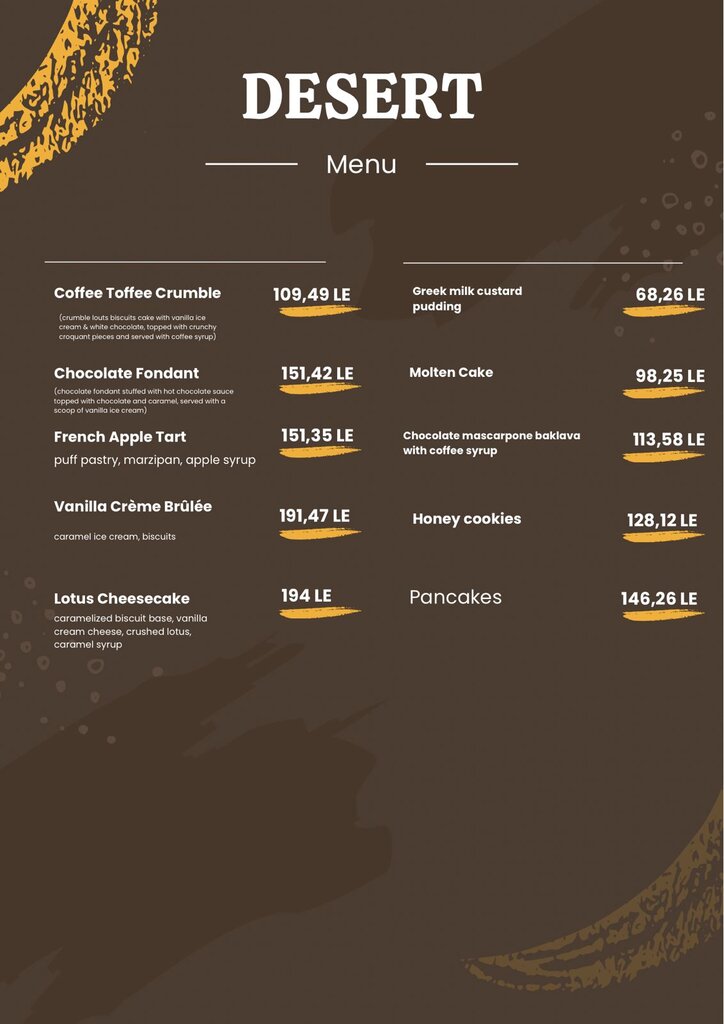 DESERT
Menu
Coffee Toffee Crumble
109,49 LE
(crumble louts biscuits cake with vanilla ice
cream & white chocolate, topped with crunchy
croquant pieces and served with coffee syrup)
Chocolate Fondant
151,42 LE
(chocolate fondant stuffed with hot chocolate sauce
topped with chocolate and caramel, served with a
scoop of vanilla ice cream)
French Apple Tart
151,35 LE
puff pastry, marzipan, apple syrup
Vanilla Crème Brûlée
191,47 LE
caramel ice cream, biscuits
Lotus Cheesecake
194 LE
caramelized biscuit base, vanilla
cream cheese, crushed lotus,
caramel syrup
Greek milk custard
pudding
68,26 LE
Molten Cake
98,25 LE
Chocolate mascarpone baklava
with coffee syrup
113,58 LE
Honey cookies
128,12 LE
Pancakes
146,26 LE